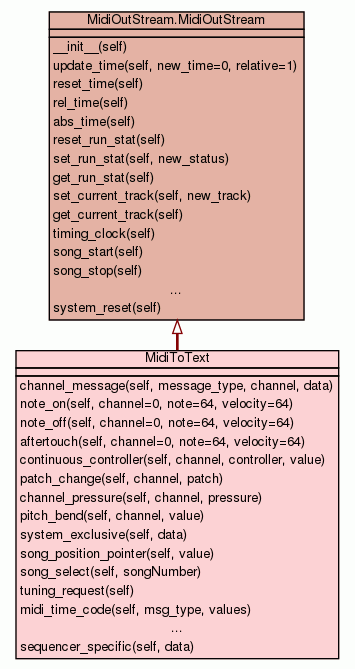 MidiOutStream.MidiOutStream
__init__(self)
update_time(self, new_time=0, relative=1)
reset_time(self)
rel_time(self)
abs_time(self)
reset_run_stat(self)
set_run_stat(self, new_status)
get_run_stat(self)
set_current_track(self, new_track)
get_current_track(self)
timing_clock(self)
song_start(self)
song_stop(self)
...
system_reset(self)
MidiToText
channel_message(self, message_type, channel, data)
note_on(self, channel=0, note=64, velocity=64)
note_off(self, channel=0, note=64, velocity=64)
aftertouch(self, channel=0, note=64, velocity=64)
continuous_controller(self, channel, controller, value)
patch_change(self, channel, patch)
channel_pressure(self, channel, pressure)
pitch_bend(self, channel, value)
system_exclusive(self, data)
song_position_pointer(self, value)
song_select(self, songNumber)
tuning_request(self)
midi_time_code(self, msg_type, values)
...
sequencer_specific(self, data)